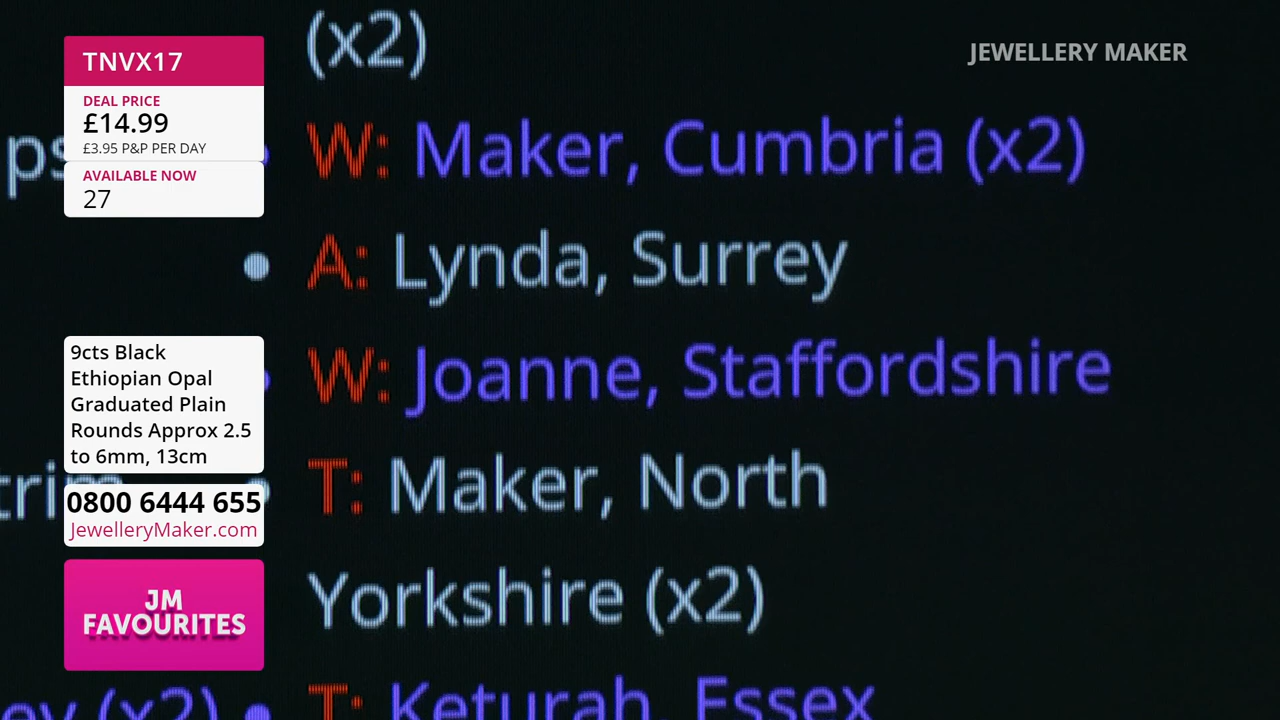 TNVX17
DEAL PRICE
£14.99
£3.95 P&P PER DAY
AVAILABLE NOW
27
9cts Black
Ethiopian Opal
Graduated Plain
Rounds Approx 2.5
to 6mm, 13cm
0800 6444 655
JewelleryMaker.com
JM
FAVOURITES
JEWELLERY MAKER
(x2)
W: Maker, Cumbria (x2)
• A: Lynda, Surrey
W: Joanne, Staffordshire
T: Maker, North
Yorkshire (x2)
• T: Keturah, Essex
(x2)